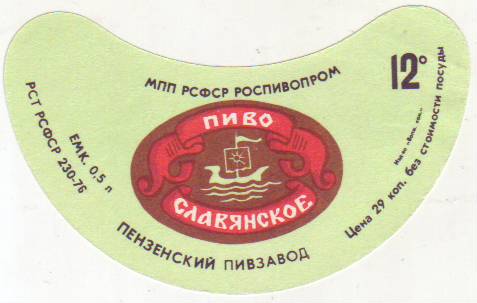 МПП РСФСР РОСПИВОПРОМ
12°
РСТ РСФСР 230-76
ЕМК. 0,5 л
ПИВО
СЛАВЯНСКОЕ
ПЕНЗЕНСКИЙ ПИВЗАВОД
Цена 29 коп. без стоимости посуды